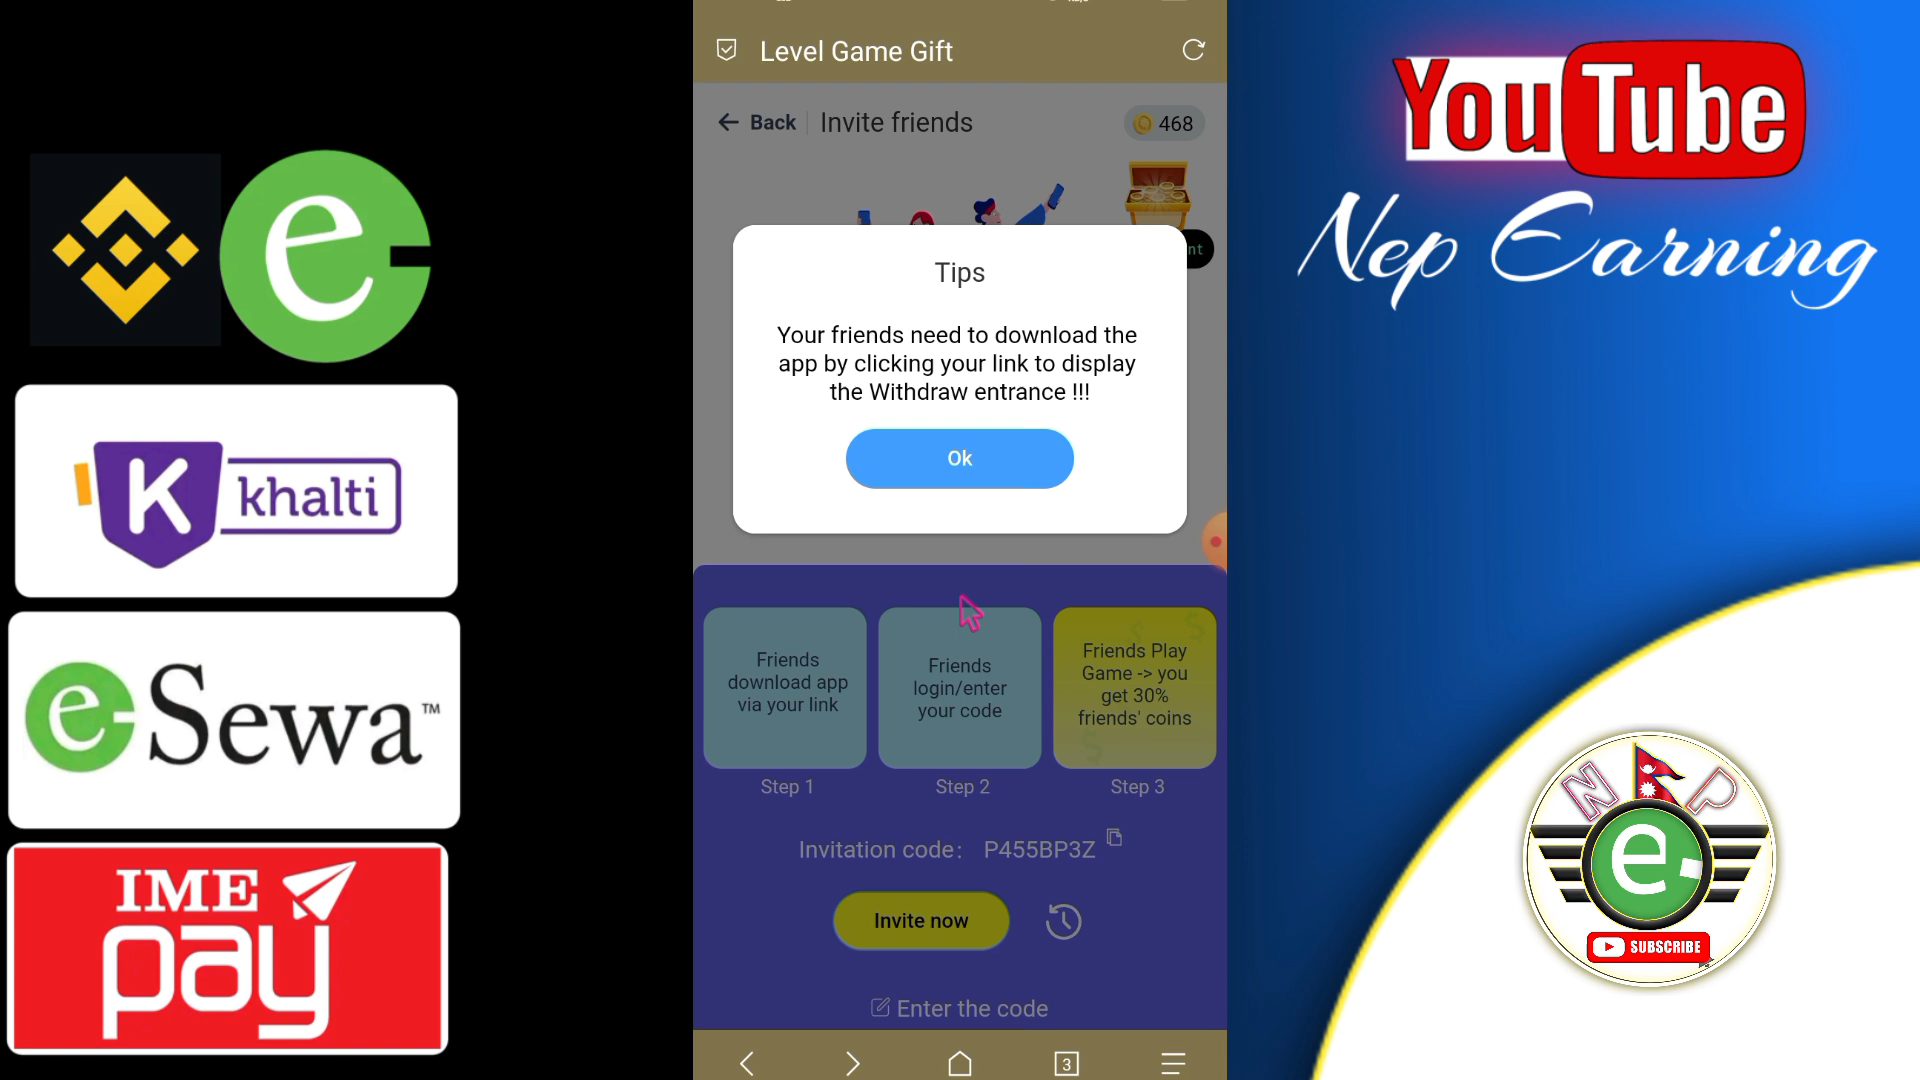 Level Game Gift
Back
Invite friends
468
nt
Tips
Your friends need to download the
app by clicking your link to display
the Withdraw entrance !!!
Ok
Friends
download app
via your link
Friends
login/enter
your code
Friends Play
Game -> you
get 30%
friends' coins
Step 1
Step 2
Step 3
Invitation code: P455BP3Z
Invite now
Enter the code
3
e
K khalti
eSewa™
IME
pay
YouTube
Nep Earning
N P
e
SUBSCRIBE